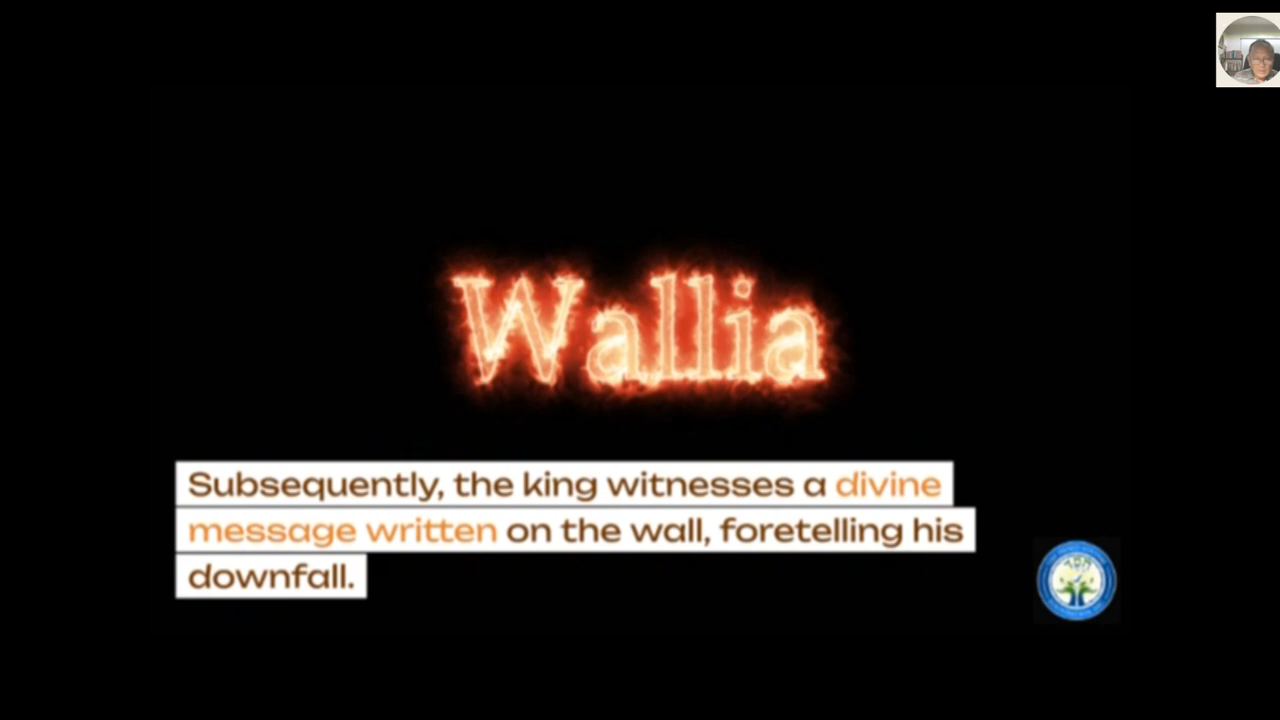 Wallia
Subsequently, the king witnesses a divine
message written on the wall, foretelling his
downfall.